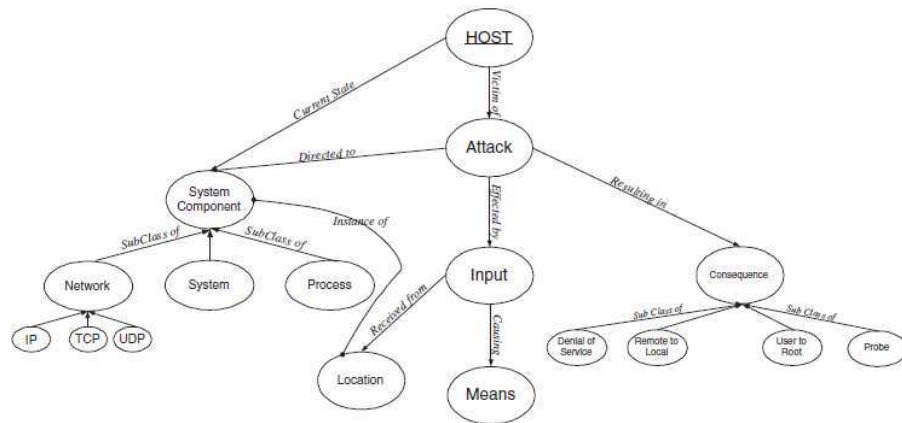 HOST
Victim of
Current State
Attack
Directed to
Resulting in
Effected by
System
Component
Instance of
SubClass of
SubClass of
Network
System
Process
Input
Consequence
Received from
Causing
Sub Class of
Sub Class of
IP
TCP
UDP
Denial of
Service
Remote to
Local
User to
Root
Probe
Location
Means